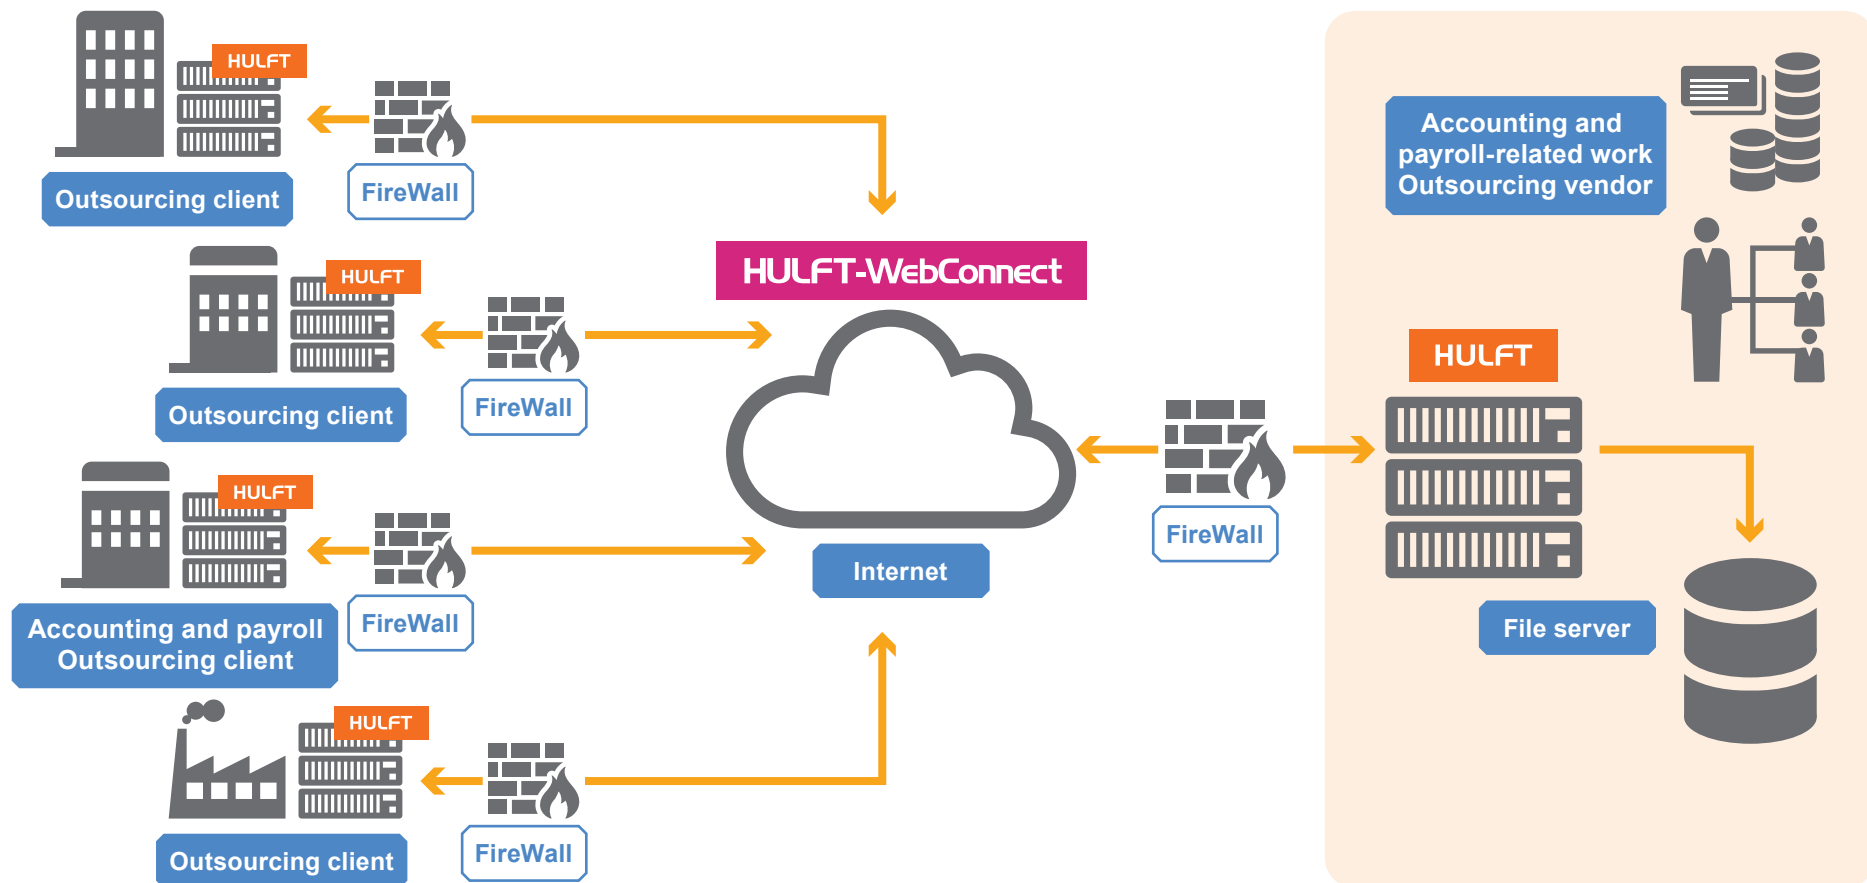 HULFT
Outsourcing client
FireWall
HULFT
Outsourcing client
FireWall
HULFT
Accounting and payroll
Outsourcing client
FireWall
HULFT
Outsourcing client
FireWall
HULFT-WebConnect
Internet
FireWall
Accounting and
payroll-related work
Outsourcing vendor
HULFT
File server